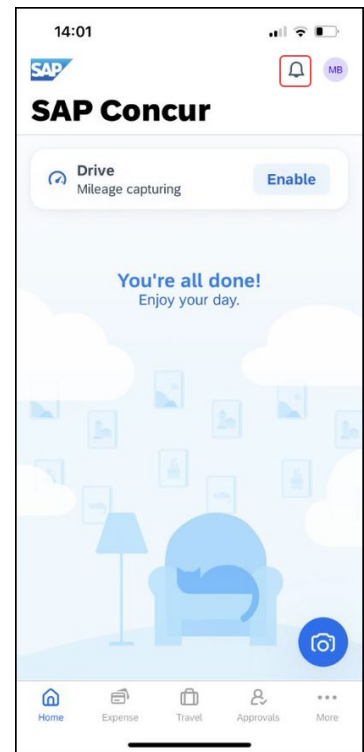 14:01
SAP
MB
SAP Concur
Drive
Mileage capturing
Enable
You're all done!
Enjoy your day.
Home
Expense
Travel
Approvals
More